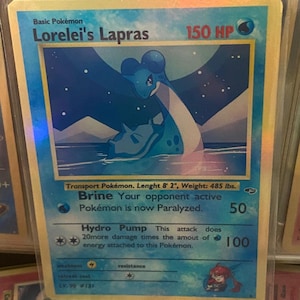 Basic Pokémon
Lorelei's Lapras 150 HP
Transport Pokémon. Lenght 8' 2", Weight: 485 lbs.
Brine Your opponent active
Pokémon is now Paralyzed. 50
Hydro Pump This attack does
20more damage times the amount of
energy attached to this Pokémon. 100
weakness resistance